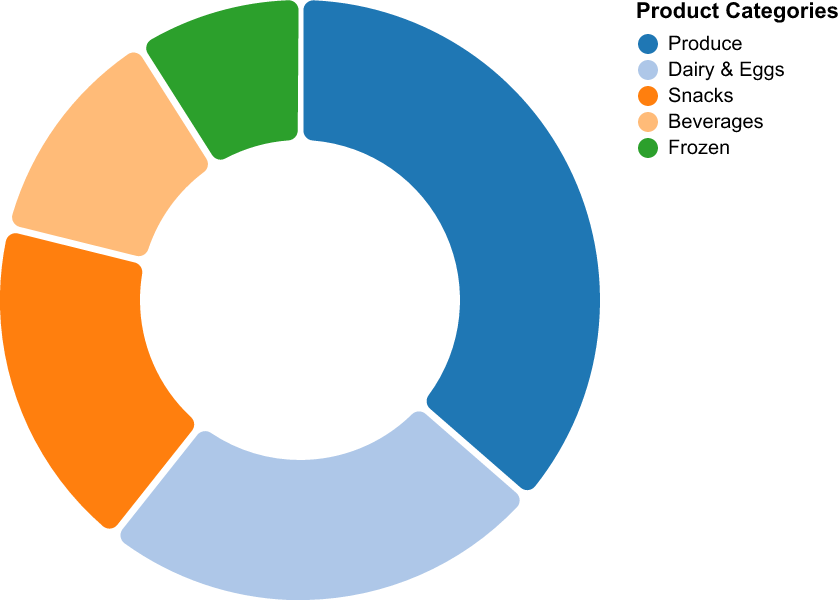 Product Categories
Produce
Dairy & Eggs
Snacks
Beverages
Frozen